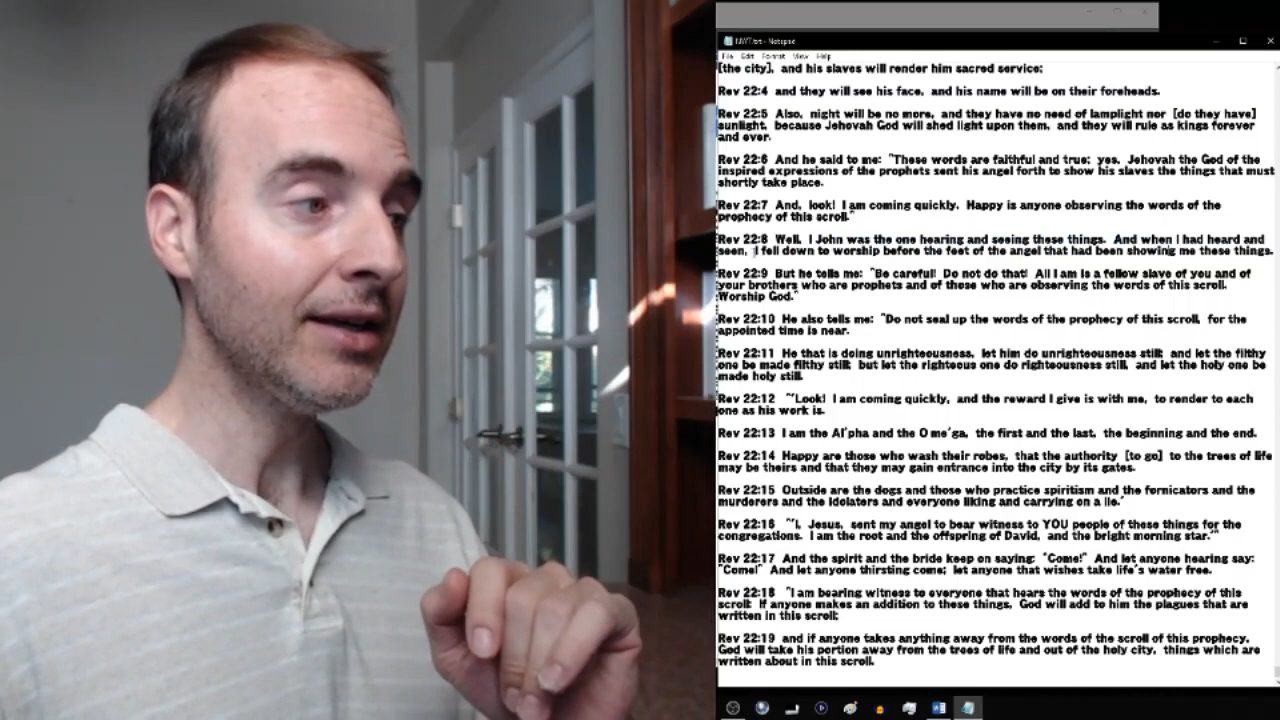 NWT.txt - Notepad
File Edit Format View Help
[the city], and his slaves will render him sacred service;
Rev 22:4 and they will see his face, and his name will be on their foreheads.
Rev 22:5 Also, night will be no more, and they have no need of lamplight nor [do they have]
sunlight, because Jehovah God will shed light upon them, and they will rule as kings forever
and ever.
Rev 22:6 And he said to me: "These words are faithful and true; yes, Jehovah the God of the
inspired expressions of the prophets sent his angel forth to show his slaves the things that must
shortly take place.
Rev 22:7 And, look! I am coming quickly. Happy is anyone observing the words of the
prophecy of this scroll."
Rev 22:8 Well, I John was the one hearing and seeing these things. And when I had heard and
seen, I fell down to worship before the feet of the angel that had been showing me these things.
Rev 22:9 But he tells me: "Be careful! Do not do that! All I am is a fellow slave of you and of
your brothers who are prophets and of those who are observing the words of this scroll.
Worship God."
Rev 22:10 He also tells me: "Do not seal up the words of the prophecy of this scroll, for the
appointed time is near.
Rev 22:11 He that is doing unrighteousness, let him do unrighteousness still; and let the filthy
one be made filthy still; but let the righteous one do righteousness still, and let the holy one be
made holy still.
Rev 22:12 "'Look! I am coming quickly, and the reward I give is with me, to render to each
one as his work is.
Rev 22:13 I am the Al'pha and the O me'ga, the first and the last, the beginning and the end.
Rev 22:14 Happy are those who wash their robes, that the authority [to go] to the trees of life
may be theirs and that they may gain entrance into the city by its gates.
Rev 22:15 Outside are the dogs and those who practice spiritism and the fornicators and the
murderers and the idolaters and everyone liking and carrying on a lie.'
Rev 22:16 "'I, Jesus, sent my angel to bear witness to YOU people of these things for the
congregations. I am the root and the offspring of David, and the bright morning star.'"
Rev 22:17 And the spirit and the bride keep on saying: "Come!" And let anyone hearing say:
"Come!" And let anyone thirsting come; let anyone that wishes take life's water free.
Rev 22:18 "I am bearing witness to everyone that hears the words of the prophecy of this
scroll: If anyone makes an addition to these things, God will add to him the plagues that are
written in this scroll;
Rev 22:19 and if anyone takes anything away from the words of the scroll of this prophecy,
God will take his portion away from the trees of life and out of the holy city, things which are
written about in this scroll.